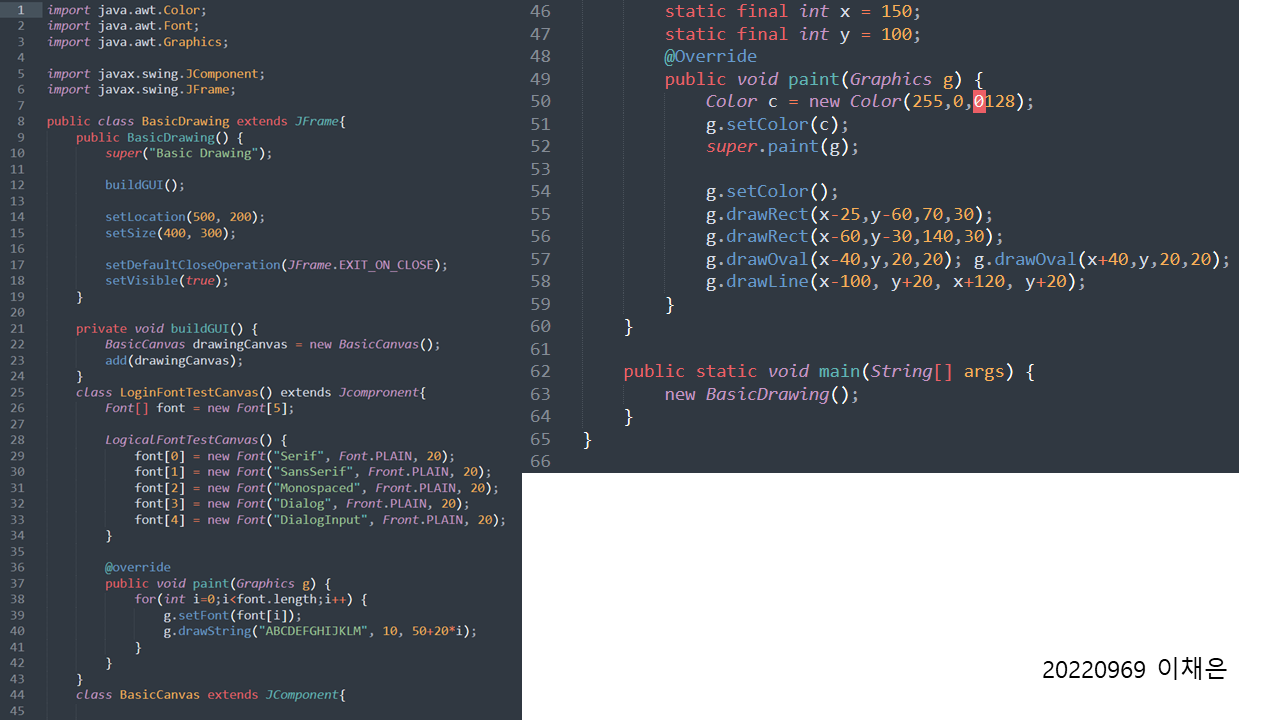 1 import java.awt.Color;
2 import java.awt.Font;
3 import java.awt.Graphics;
4
5 import javax.swing.JComponent;
6 import javax.swing.JFrame;
7
8 public class BasicDrawing extends JFrame{
9 public BasicDrawing() {
10 super("Basic Drawing");
11
12 buildGUI();
13
14 setLocation(500, 200);
15 setSize(400, 300);
16
17 setDefaultCloseOperation(JFrame.EXIT_ON_CLOSE);
18 setVisible(true);
19 }
20
21 private void buildGUI() {
22 BasicCanvas drawingCanvas = new BasicCanvas();
23 add(drawingCanvas);
24 }
25 class LoginFontTestCanvas() extends Jcompronent{
26 Font[] font = new Font[5];
27
28 LogicalFontTestCanvas() {
29 font[0] = new Font("Serif", Font.PLAIN, 20);
30 font[1] = new Font("SansSerif", Front.PLAIN, 20);
31 font[2] = new Font("Monospaced", Front.PLAIN, 20);
32 font[3] = new Font("Dialog", Front.PLAIN, 20);
33 font[4] = new Font("DialogInput", Front.PLAIN, 20);
34 }
35
36 @override
37 public void paint(Graphics g) {
38 for(int i=0;i<font.length;i++) {
39 g.setFont(font[i]);
40 g.drawString("ABCDEFGHIJKLM", 10, 50+20*i);
41 }
42 }
43 }
44 class BasicCanvas extends JComponent{
45
46 static final int x = 150;
47 static final int y = 100;
48 @Override
49 public void paint(Graphics g) {
50 Color c = new Color(255,0,0128);
51 g.setColor(c);
52 super.paint(g);
53
54 g.setColor();
55 g.drawRect(x-25,y-60,70,30);
56 g.drawRect(x-60,y-30,140,30);
57 g.drawOval(x-40,y,20,20); g.drawOval(x+40,y,20,20);
58 g.drawLine(x-100, y+20, x+120, y+20);
59 }
60 }
61
62 public static void main(String[] args) {
63 new BasicDrawing();
64 }
65 }
66
20220969 이채은